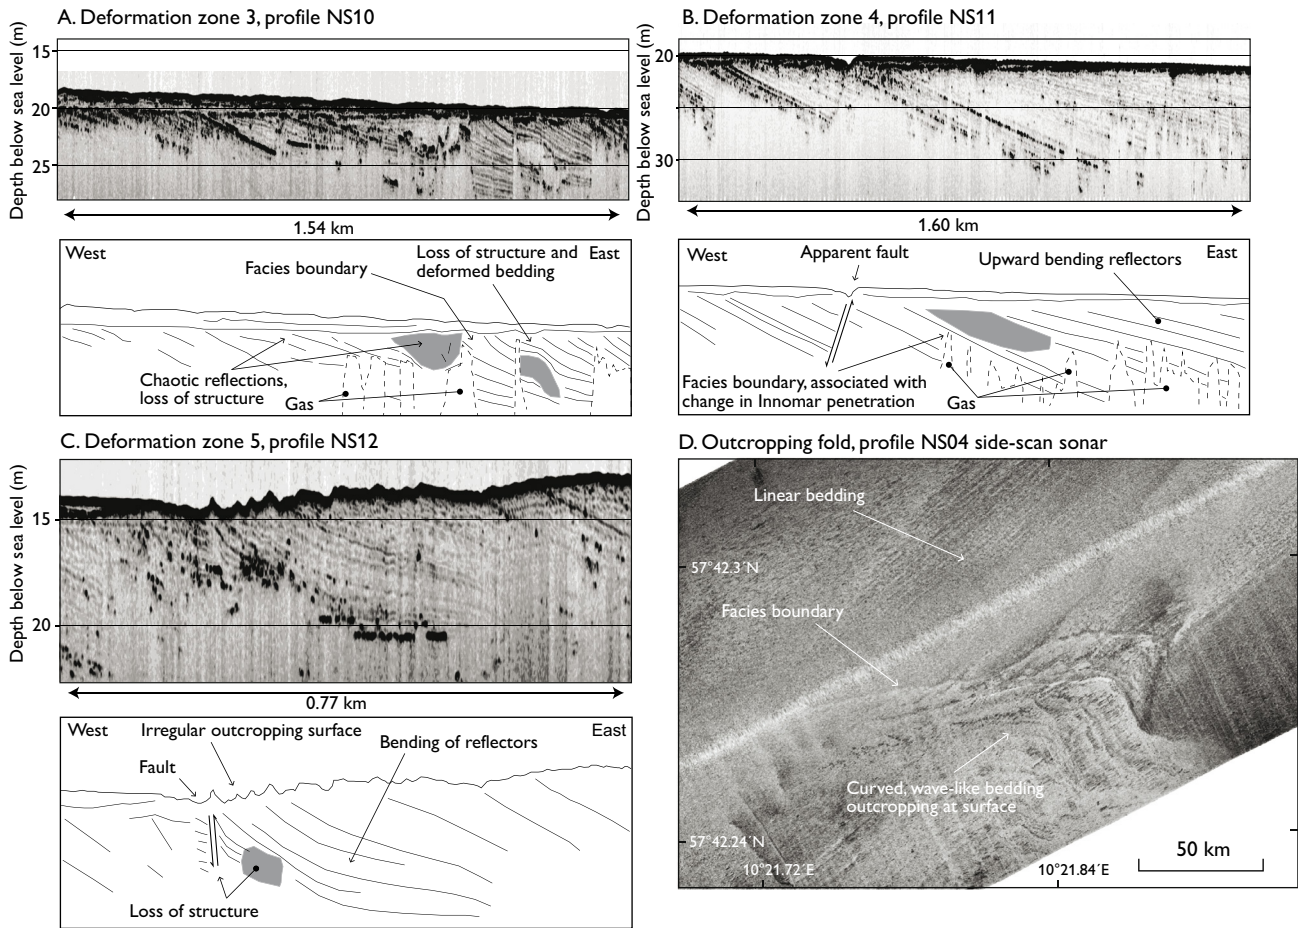 A. Deformation zone 3, profile NS10
Depth below sea level (m)
15
20
25
1.54 km
West
East
Facies boundary
Loss of structure and
deformed bedding
Chaotic reflections,
loss of structure
Gas
B. Deformation zone 4, profile NS11
Depth below sea level (m)
20
30
1.60 km
West
East
Apparent fault
Upward bending reflectors
Facies boundary, associated with
change in Innomar penetration
Gas
C. Deformation zone 5, profile NS12
Depth below sea level (m)
15
20
0.77 km
West
East
Irregular outcropping surface
Bending of reflectors
Fault
Loss of structure
D. Outcropping fold, profile NS04 side-scan sonar
Linear bedding
57°42.3´N
Facies boundary
Curved, wave-like bedding
outcropping at surface
57°42.24´N
10°21.72´E
10°21.84´E
50 km